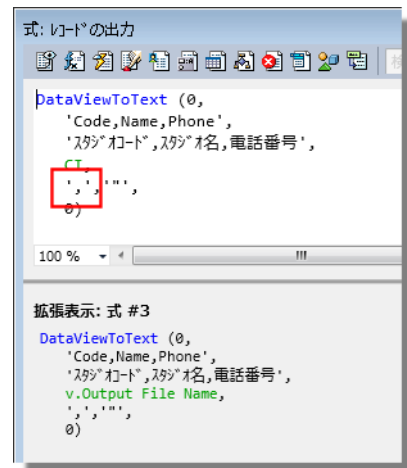 式: ﾚｺｰﾄﾞの出力
DataViewToText (0,
'Code,Name,Phone',
'ｽﾀｼﾞｵｺｰﾄﾞ,ｽﾀｼﾞｵ名,電話番号',
CI,
',','"',
0)
100 %
拡張表示: 式 #3
DataViewToText (0,
'Code,Name,Phone',
'ｽﾀｼﾞｵｺｰﾄﾞ,ｽﾀｼﾞｵ名,電話番号',
v.Output File Name,
',','"',
0)